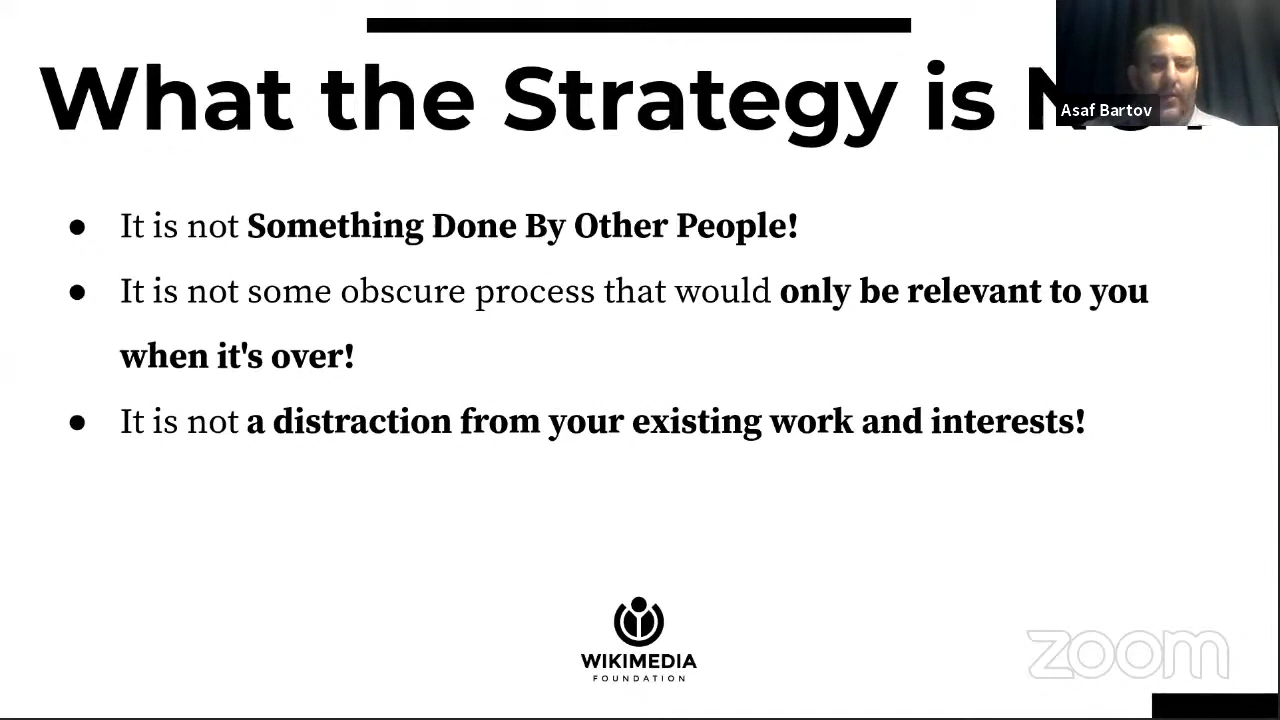 What the Strategy is
Asaf Bartov
● It is not Something Done By Other People!
● It is not some obscure process that would only be relevant to you
when it's over!
● It is not a distraction from your existing work and interests!
WIKIMEDIA
FOUNDATION
zoom